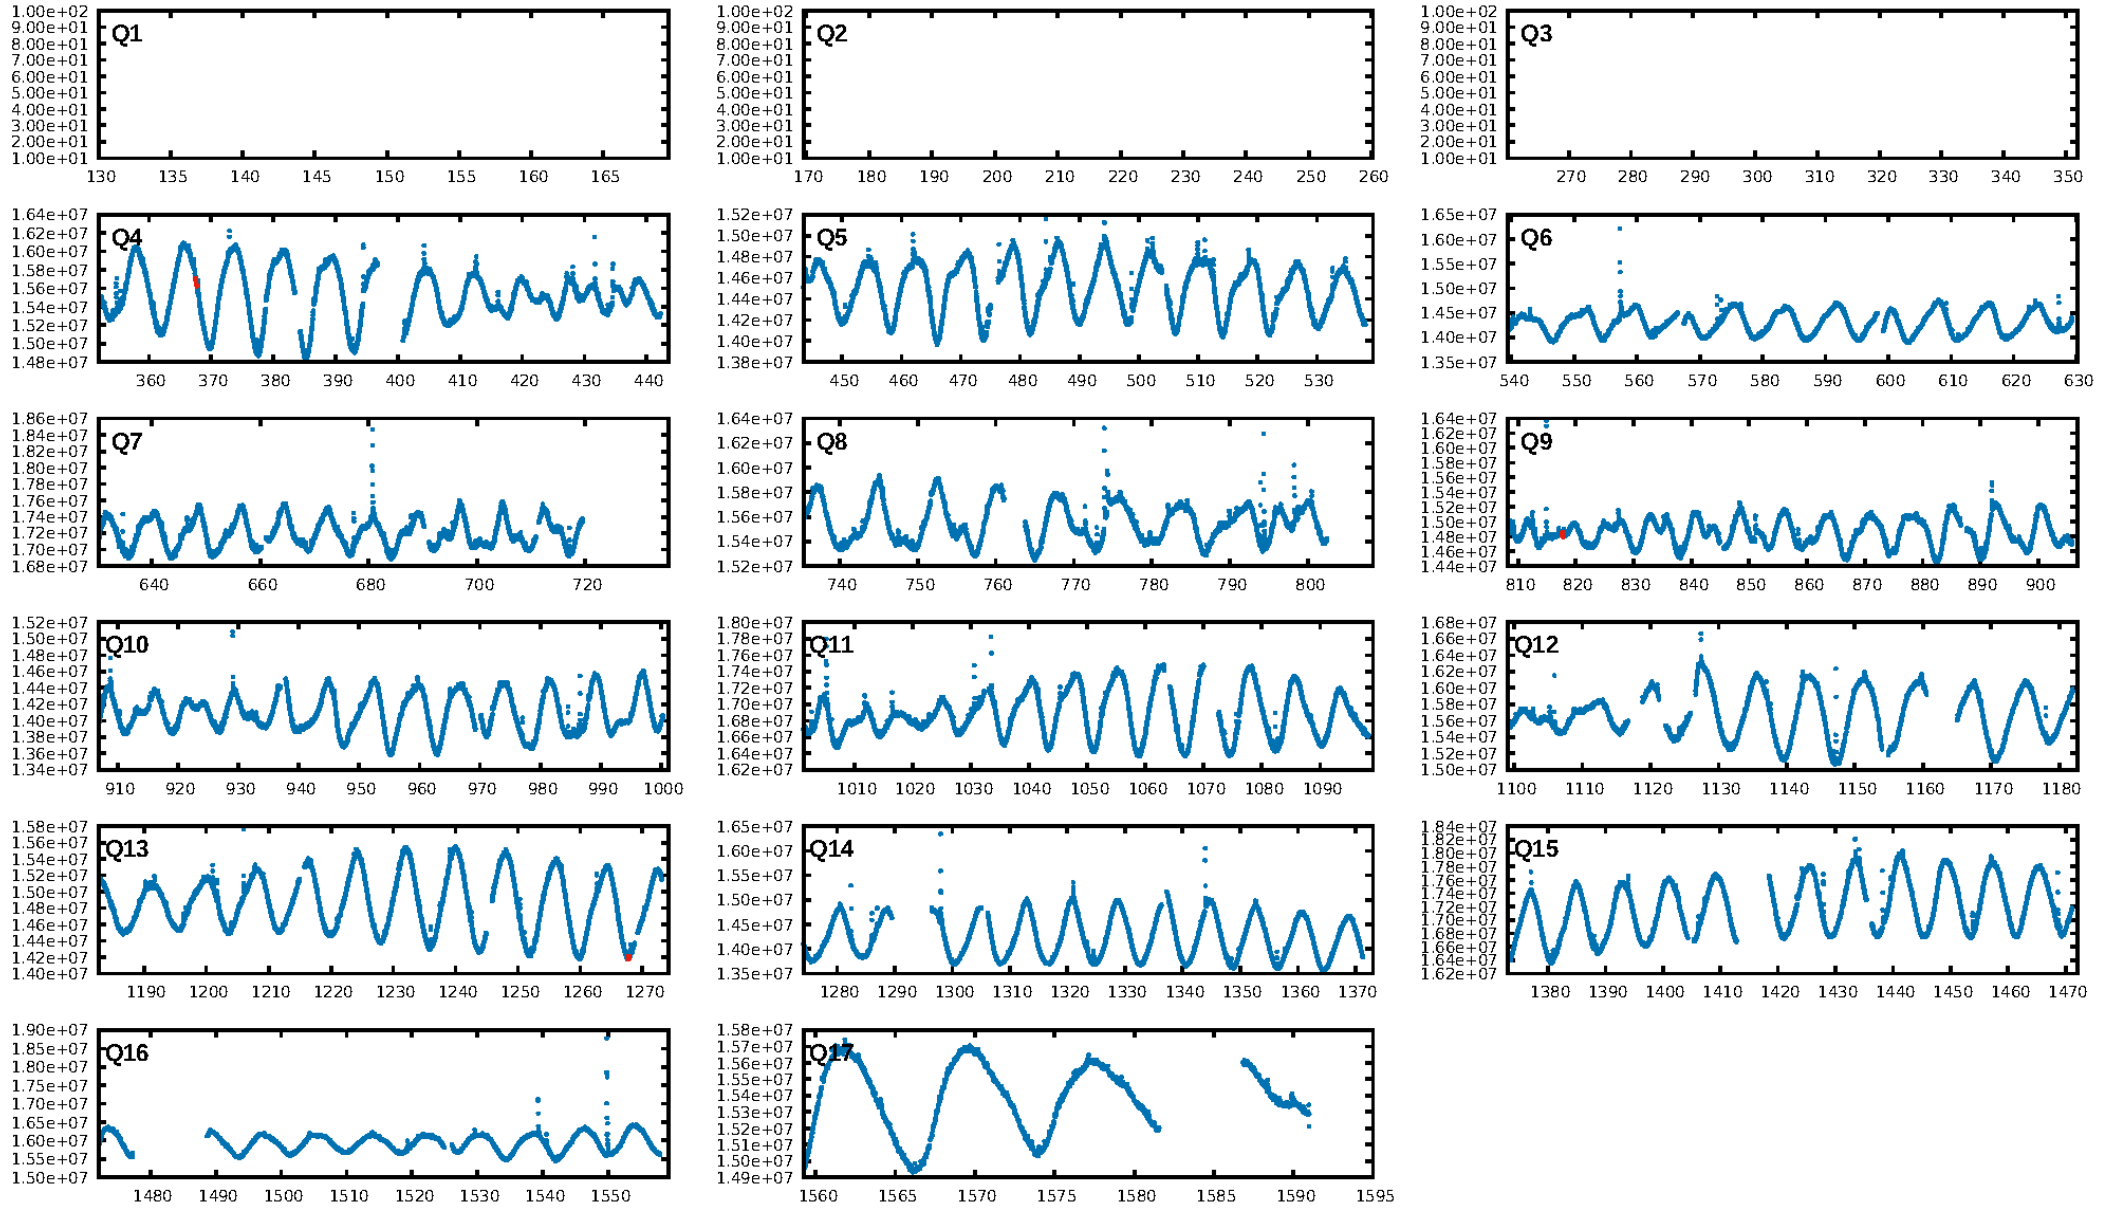 1.00e+02 1.00e+02 1.00e+02
9.00e+01 Q1 9.00e+01 Q2 9.00e+01 Q3
8.00e+01 8.00e+01 8.00e+01
7.00e+01 7.00e+01 7.00e+01
6.00e+01 6.00e+01 6.00e+01
5.00e+01 5.00e+01 5.00e+01
4.00e+01 4.00e+01 4.00e+01
3.00e+01 3.00e+01 3.00e+01
2.00e+01 2.00e+01 2.00e+01
1.00e+01 1.00e+01 1.00e+01
130 135 140 145 150 155 160 165 170 180 190 200 210 220 230 240 250 260 270 280 290 300 310 320 330 340 350
Q4
1.64e+07
1.62e+07
1.60e+07
1.58e+07
1.56e+07
1.54e+07
1.52e+07
1.50e+07
1.48e+07
360 370 380 390 400 410 420 430 440
Q5
1.52e+07
1.50e+07
1.48e+07
1.46e+07
1.44e+07
1.42e+07
1.40e+07
1.38e+07
450 460 470 480 490 500 510 520 530
Q6
1.65e+07
1.60e+07
1.55e+07
1.50e+07
1.45e+07
1.40e+07
1.35e+07
540 550 560 570 580 590 600 610 620 630
Q7
1.86e+07
1.84e+07
1.82e+07
1.80e+07
1.78e+07
1.76e+07
1.74e+07
1.72e+07
1.70e+07
1.68e+07
640 660 680 700 720
Q8
1.64e+07
1.62e+07
1.60e+07
1.58e+07
1.56e+07
1.54e+07
1.52e+07
740 750 760 770 780 790 800
Q9
1.64e+07
1.62e+07
1.60e+07
1.58e+07
1.56e+07
1.54e+07
1.52e+07
1.50e+07
1.48e+07
1.46e+07
1.44e+07
810 820 830 840 850 860 870 880 890 900
Q10
1.52e+07
1.50e+07
1.48e+07
1.46e+07
1.44e+07
1.42e+07
1.40e+07
1.38e+07
1.36e+07
1.34e+07
910 920 930 940 950 960 970 980 990 1000
Q11
1.80e+07
1.78e+07
1.76e+07
1.74e+07
1.72e+07
1.70e+07
1.68e+07
1.66e+07
1.64e+07
1.62e+07
1010 1020 1030 1040 1050 1060 1070 1080 1090
Q12
1.68e+07
1.66e+07
1.64e+07
1.62e+07
1.60e+07
1.58e+07
1.56e+07
1.54e+07
1.52e+07
1.50e+07
1100 1110 1120 1130 1140 1150 1160 1170 1180
Q13
1.58e+07
1.56e+07
1.54e+07
1.52e+07
1.50e+07
1.48e+07
1.46e+07
1.44e+07
1.42e+07
1.40e+07
1190 1200 1210 1220 1230 1240 1250 1260 1270
Q14
1.65e+07
1.60e+07
1.55e+07
1.50e+07
1.45e+07
1.40e+07
1.35e+07
1280 1290 1300 1310 1320 1330 1340 1350 1360 1370
Q15
1.84e+07
1.82e+07
1.80e+07
1.78e+07
1.76e+07
1.74e+07
1.72e+07
1.70e+07
1.68e+07
1.66e+07
1.64e+07
1.62e+07
1380 1390 1400 1410 1420 1430 1440 1450 1460 1470
Q16
1.90e+07
1.85e+07
1.80e+07
1.75e+07
1.70e+07
1.65e+07
1.60e+07
1.55e+07
1.50e+07
1480 1490 1500 1510 1520 1530 1540 1550
Q17
1.58e+07
1.57e+07
1.56e+07
1.55e+07
1.54e+07
1.53e+07
1.52e+07
1.51e+07
1.50e+07
1.49e+07
1560 1565 1570 1575 1580 1585 1590 1595